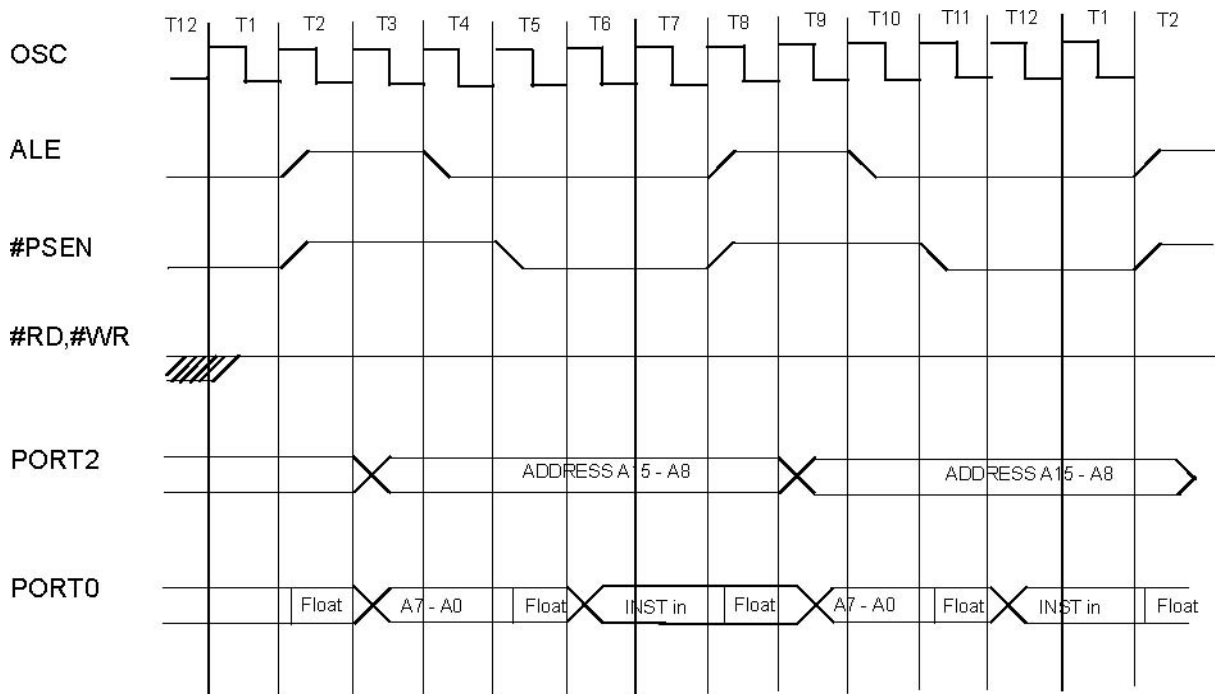 T12 T1 T2 T3 T4 T5 T6 T7 T8 T9 T10 T11 T12 T1 T2
OSC
ALE
#PSEN
#RD,#WR
PORT2 ADDRESS A15 - A8 ADDRESS A15 - A8
PORT0 Float A7 - A0 Float INST in Float A7 - A0 Float INST in Float